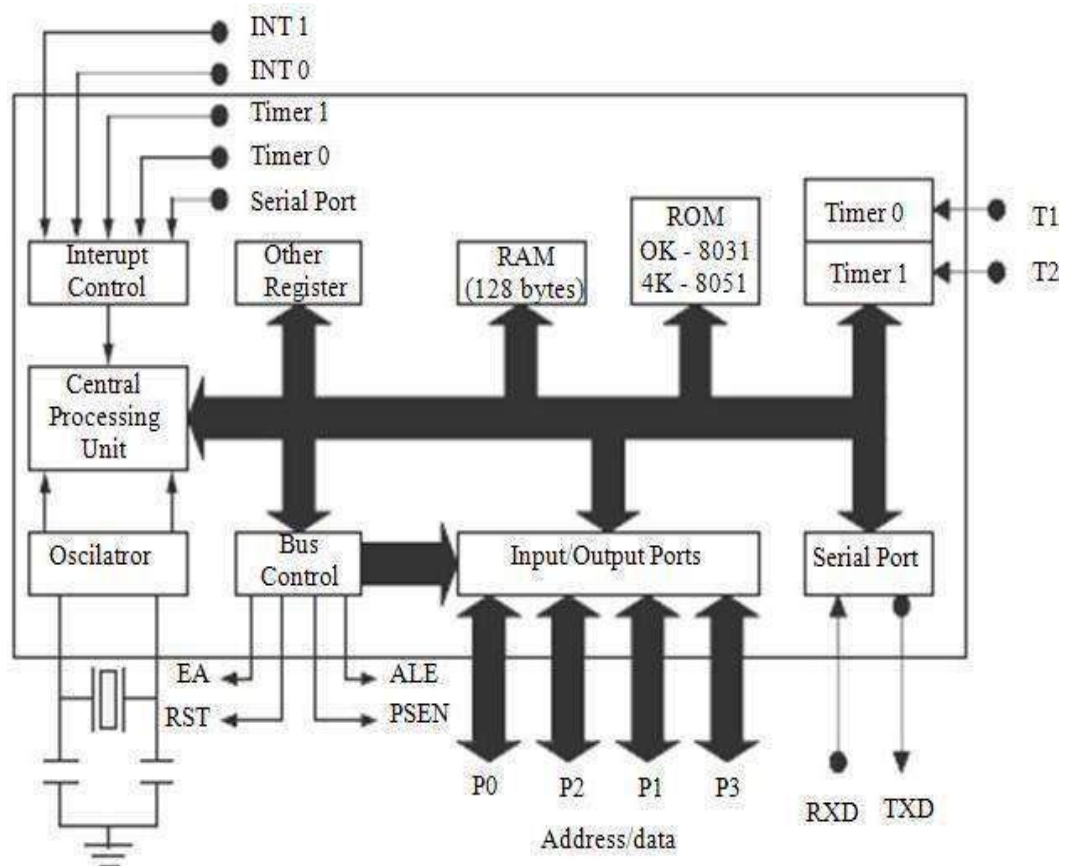 INT 1
INT 0
Timer 1
Timer 0
Serial Port
Interupt
Control
Other
Register
RAM
(128 bytes)
ROM
OK - 8031
4K - 8051
Timer 0
Timer 1
T1
T2
Central
Processing
Unit
Oscilatror
Bus
Control
Input/Output Ports
Serial Port
EA
ALE
RST
PSEN
P0
P2
P1
P3
RXD
TXD
Address/data